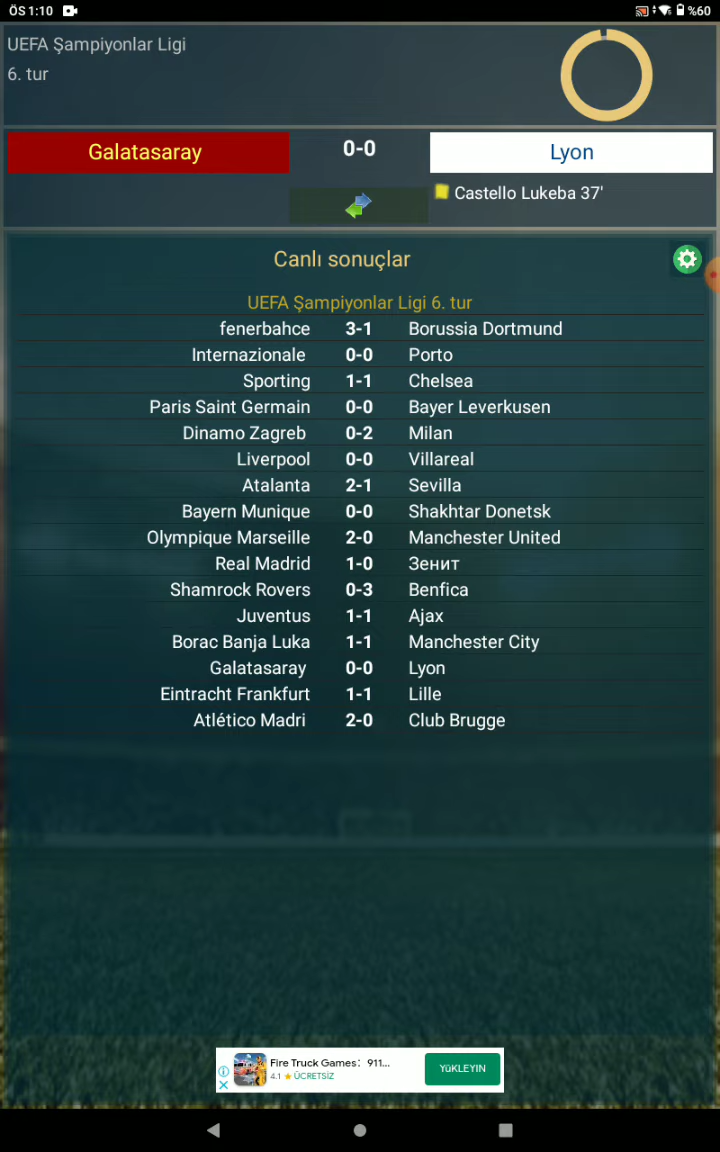 ÖS 1:10
%60
UEFA Şampiyonlar Ligi
6. tur
Galatasaray 0-0 Lyon
Castello Lukeba 37'
Canlı sonuçlar
UEFA Şampiyonlar Ligi 6. tur
fenerbahce 3-1 Borussia Dortmund
Internazionale 0-0 Porto
Sporting 1-1 Chelsea
Paris Saint Germain 0-0 Bayer Leverkusen
Dinamo Zagreb 0-2 Milan
Liverpool 0-0 Villareal
Atalanta 2-1 Sevilla
Bayern Munique 0-0 Shakhtar Donetsk
Olympique Marseille 2-0 Manchester United
Real Madrid 1-0 Зенит
Shamrock Rovers 0-3 Benfica
Juventus 1-1 Ajax
Borac Banja Luka 1-1 Manchester City
Galatasaray 0-0 Lyon
Eintracht Frankfurt 1-1 Lille
Atlético Madri 2-0 Club Brugge
Fire Truck Games: 911...
4.1 ★ ÜCRETSİZ
YüKLEYIN